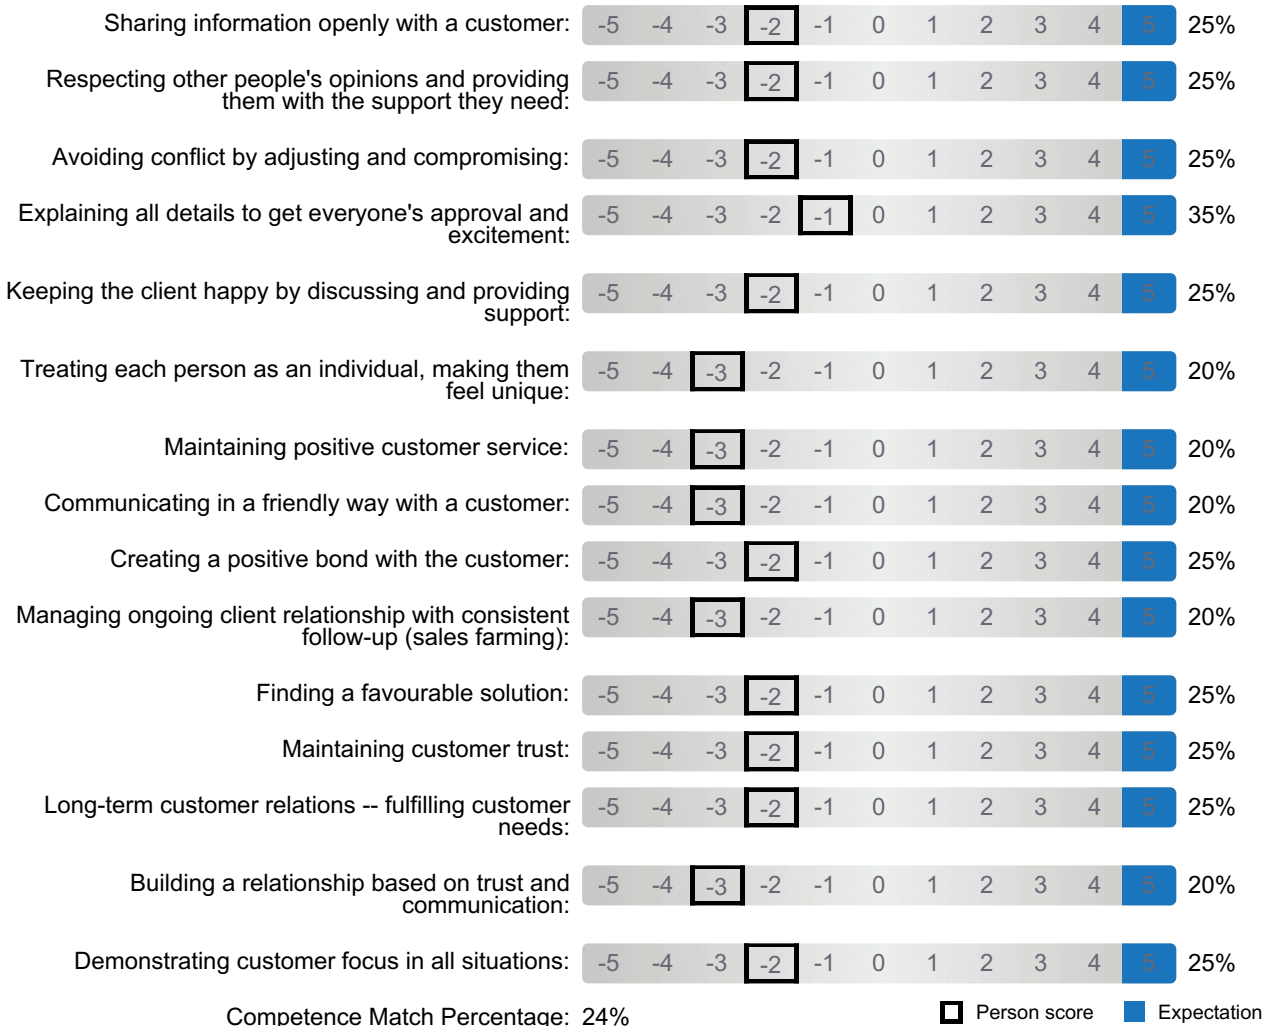 Sharing information openly with a customer: -5 -4 -3 -2 -1 0 1 2 3 4 5 25%
Respecting other people's opinions and providing
them with the support they need: -5 -4 -3 -2 -1 0 1 2 3 4 5 25%
Avoiding conflict by adjusting and compromising: -5 -4 -3 -2 -1 0 1 2 3 4 5 25%
Explaining all details to get everyone's approval and
excitement: -5 -4 -3 -2 -1 0 1 2 3 4 5 35%
Keeping the client happy by discussing and providing
support: -5 -4 -3 -2 -1 0 1 2 3 4 5 25%
Treating each person as an individual, making them
feel unique: -5 -4 -3 -2 -1 0 1 2 3 4 5 20%
Maintaining positive customer service: -5 -4 -3 -2 -1 0 1 2 3 4 5 20%
Communicating in a friendly way with a customer: -5 -4 -3 -2 -1 0 1 2 3 4 5 20%
Creating a positive bond with the customer: -5 -4 -3 -2 -1 0 1 2 3 4 5 25%
Managing ongoing client relationship with consistent
follow-up (sales farming): -5 -4 -3 -2 -1 0 1 2 3 4 5 20%
Finding a favourable solution: -5 -4 -3 -2 -1 0 1 2 3 4 5 25%
Maintaining customer trust: -5 -4 -3 -2 -1 0 1 2 3 4 5 25%
Long-term customer relations -- fulfilling customer
needs: -5 -4 -3 -2 -1 0 1 2 3 4 5 25%
Building a relationship based on trust and
communication: -5 -4 -3 -2 -1 0 1 2 3 4 5 20%
Demonstrating customer focus in all situations: -5 -4 -3 -2 -1 0 1 2 3 4 5 25%
Competence Match Percentage: 24% Person score Expectation